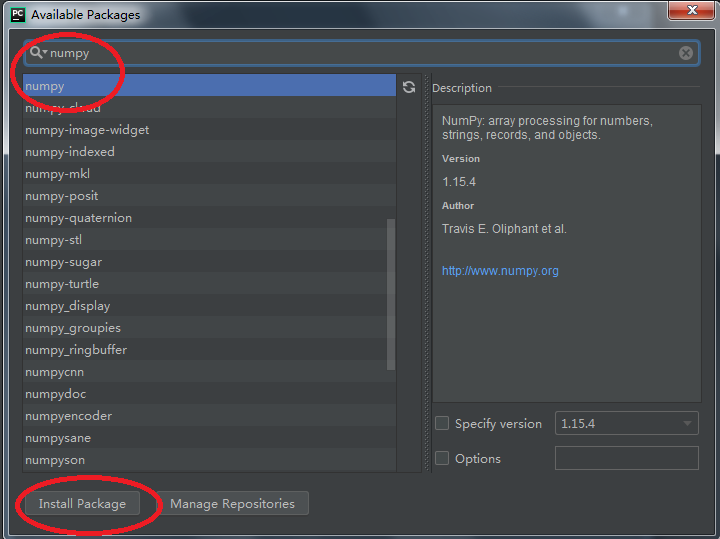 PC Available Packages
numpy
numpy
numpy-cloud
numpy-image-widget
numpy-indexed
numpy-mkl
numpy-posit
numpy-quaternion
numpy-stl
numpy-sugar
numpy-turtle
numpy_display
numpy_groupies
numpy_ringbuffer
numpycnn
numpydoc
numpyencoder
numpysane
numpyson
Description
NumPy: array processing for numbers,
strings, records, and objects.
Version
1.15.4
Author
Travis E. Oliphant et al.
http://www.numpy.org
Specify version 1.15.4
Options
Install Package Manage Repositories